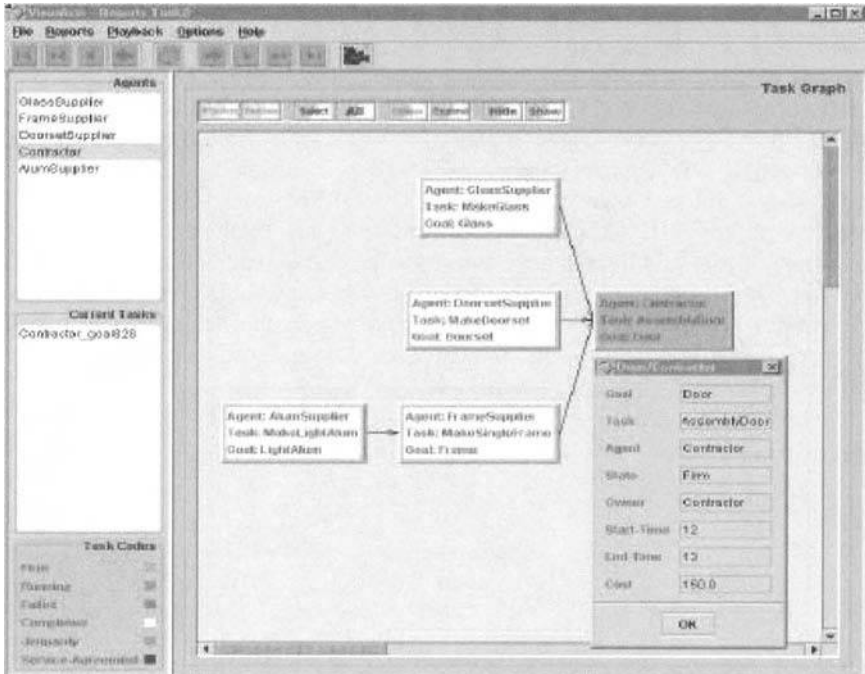 Visualiser - Reports Tool
File Reports Playback Options Help
Agents
GlassSupplier
FrameSupplier
DoorsetSupplier
Contractor
AlumSupplier
Current Tasks
Contractor_goal828
Task Codes
Firm
Running
Failed
Completed
Jeopardy
Service-Agreement
Task Graph
Select All Expand Hide Show
Agent: GlassSupplier
Task: MakeGlass
Goal: Glass
Agent: DoorsetSupplier
Task: MakeDoorset
Goal: Doorset
Agent: Contractor
Task: AssemblyDoor
Goal: Door
Agent: AlumSupplier
Task: MakeLightAlum
Goal: LightAlum
Agent: FrameSupplier
Task: MakeSingleFrame
Goal: Frame
Door/Contractor
Goal Door
Task AssemblyDoor
Agent Contractor
State Firm
Owner Contractor
Start-Time 12
End-Time 13
Cost 160.0
OK